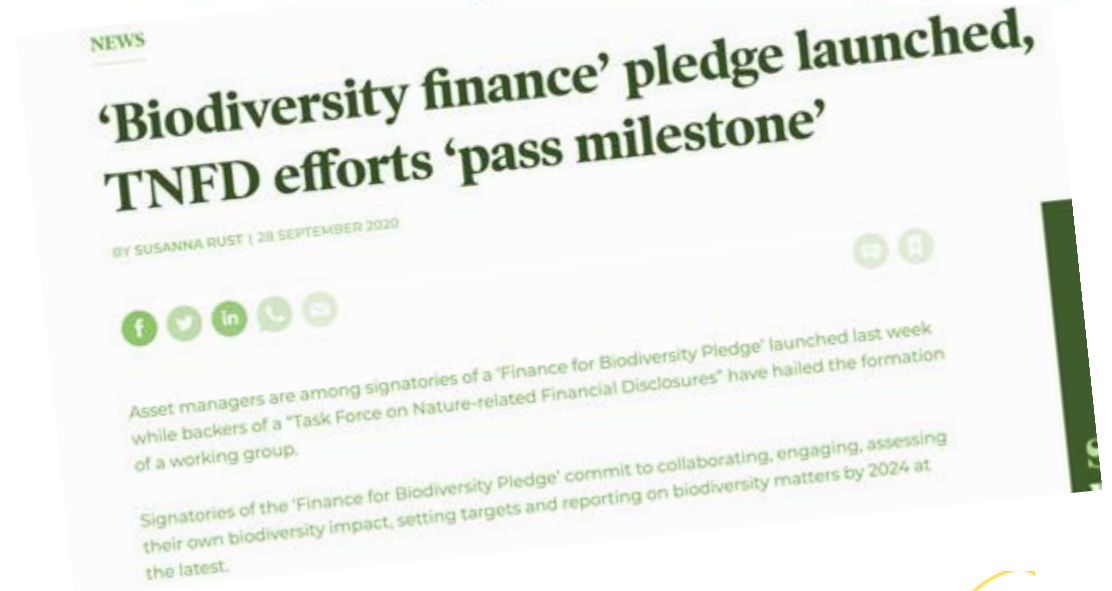 NEWS
‘Biodiversity finance’ pledge launched,
TNFD efforts ‘pass milestone’
BY SUSANNA RUST | 28 SEPTEMBER 2020
Asset managers are among signatories of a ‘Finance for Biodiversity Pledge’ launched last week
while backers of a “Task Force on Nature-related Financial Disclosures” have hailed the formation
of a working group.
Signatories of the ‘Finance for Biodiversity Pledge’ commit to collaborating, engaging, assessing
their own biodiversity impact, setting targets and reporting on biodiversity matters by 2024 at
the latest.